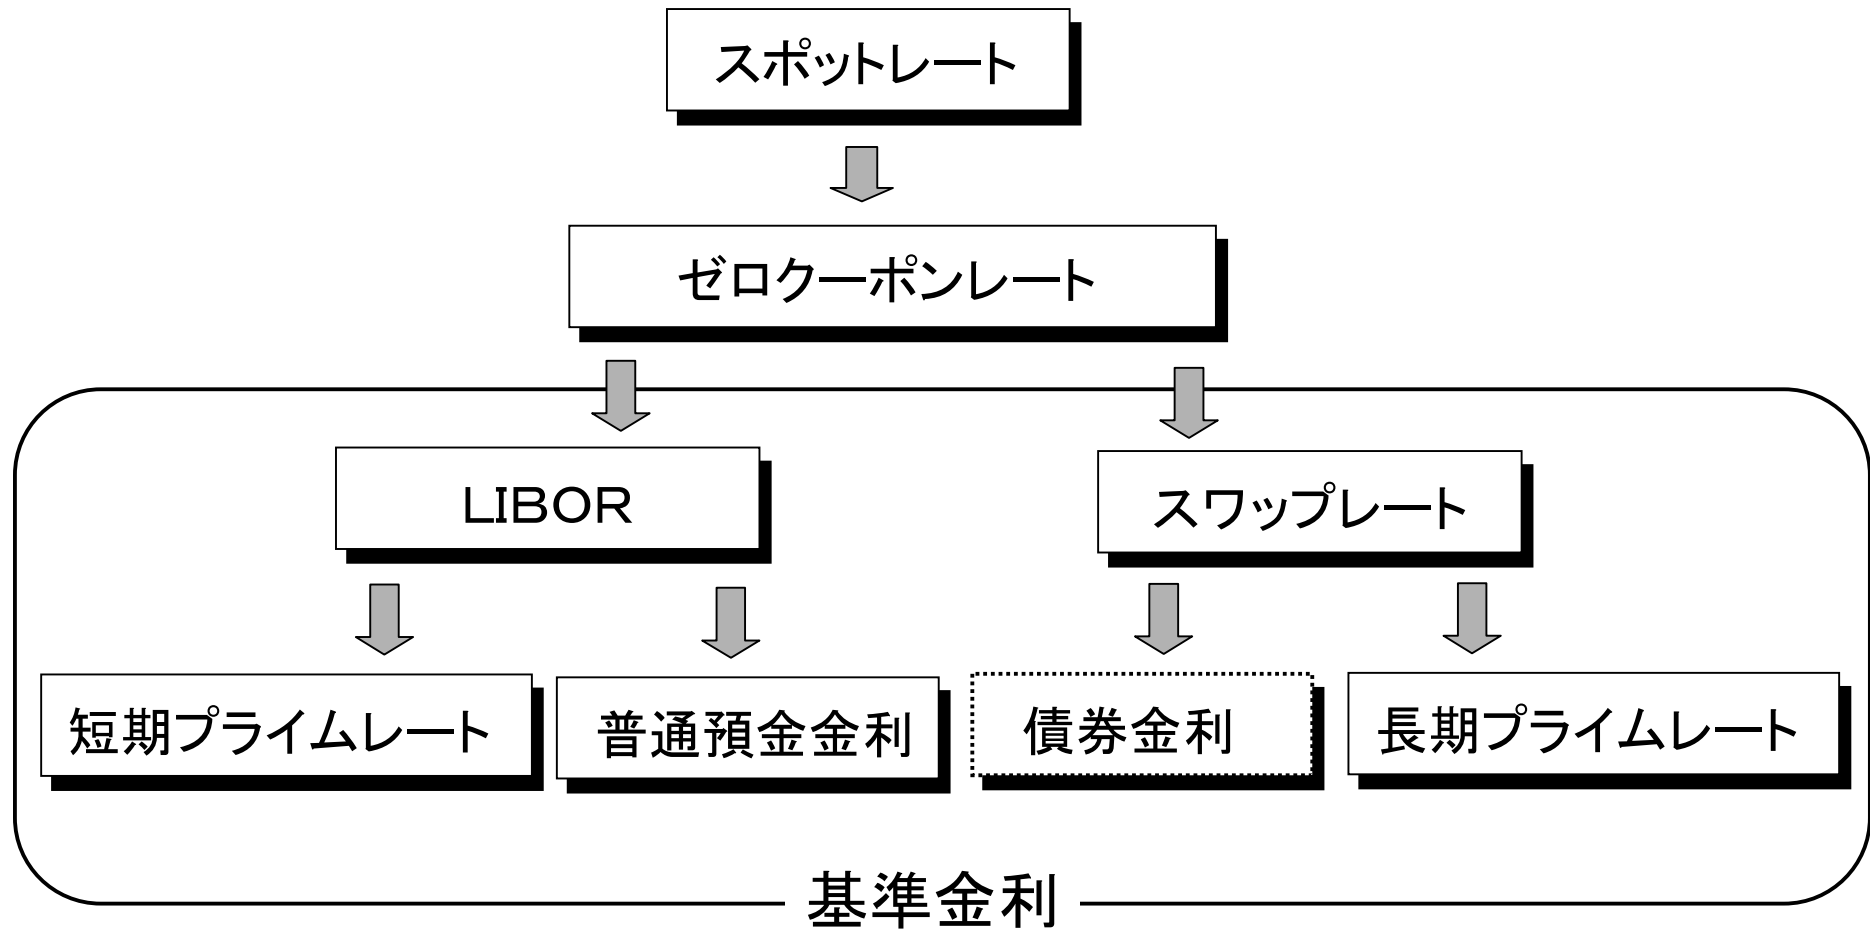 スポットレート
ゼロクーポンレート
LIBOR
スワップレート
短期プライムレート
普通預金金利
債券金利
長期プライムレート
基準金利